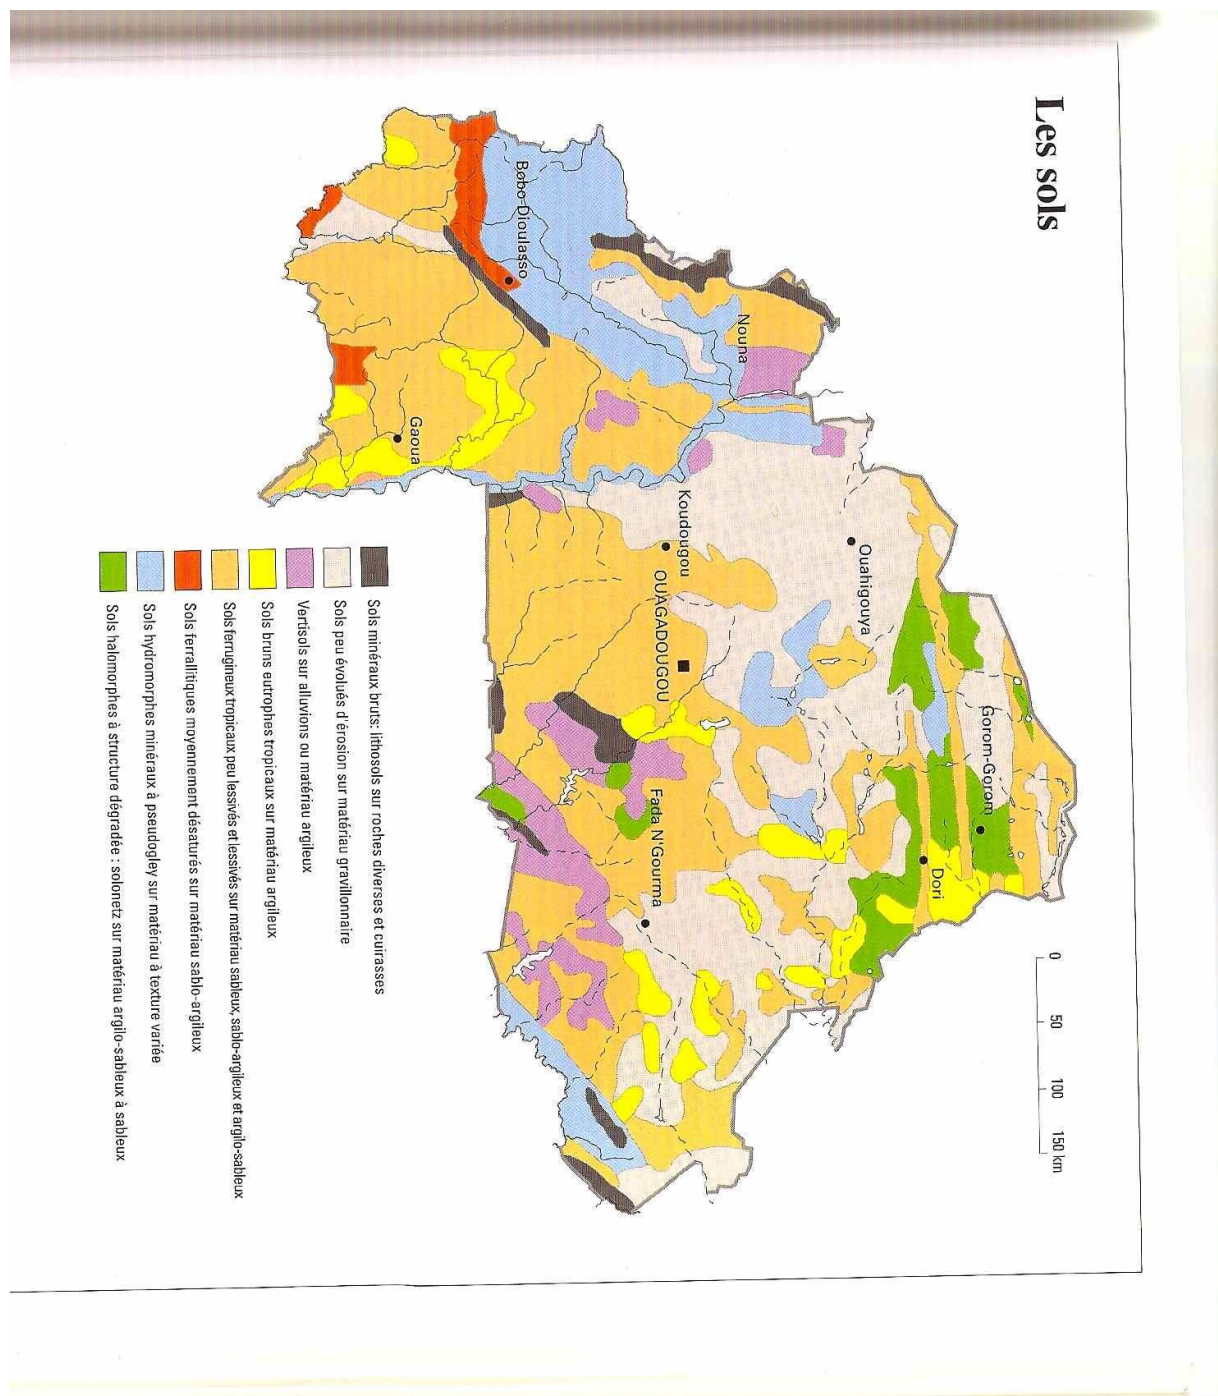 Les sols
Gorom-Gorom
Dori
Ouahigouya
Nouna
Koudougou
OUAGADOUGOU
Fada N'Gourma
Bobo-Dioulasso
Gaoua
0 50 100 150 km
Sols minéraux bruts: lithosols sur roches diverses et cuirasses
Sols peu évolués d'érosion sur matériau gravillonnaire
Vertisols sur alluvions ou matériau argileux
Sols bruns eutrophes tropicaux sur matériau argileux
Sols ferrugineux tropicaux peu lessivés et lessivés sur matériau sableux, sablo-argileux et argilo-sableux
Sols ferrallitiques moyennement désaturés sur matériau sablo-argileux
Sols hydromorphes minéraux à pseudogley sur matériau à texture variée
Sols halomorphes à structure dégradée : solonetz sur matériau argilo-sableux à sableux